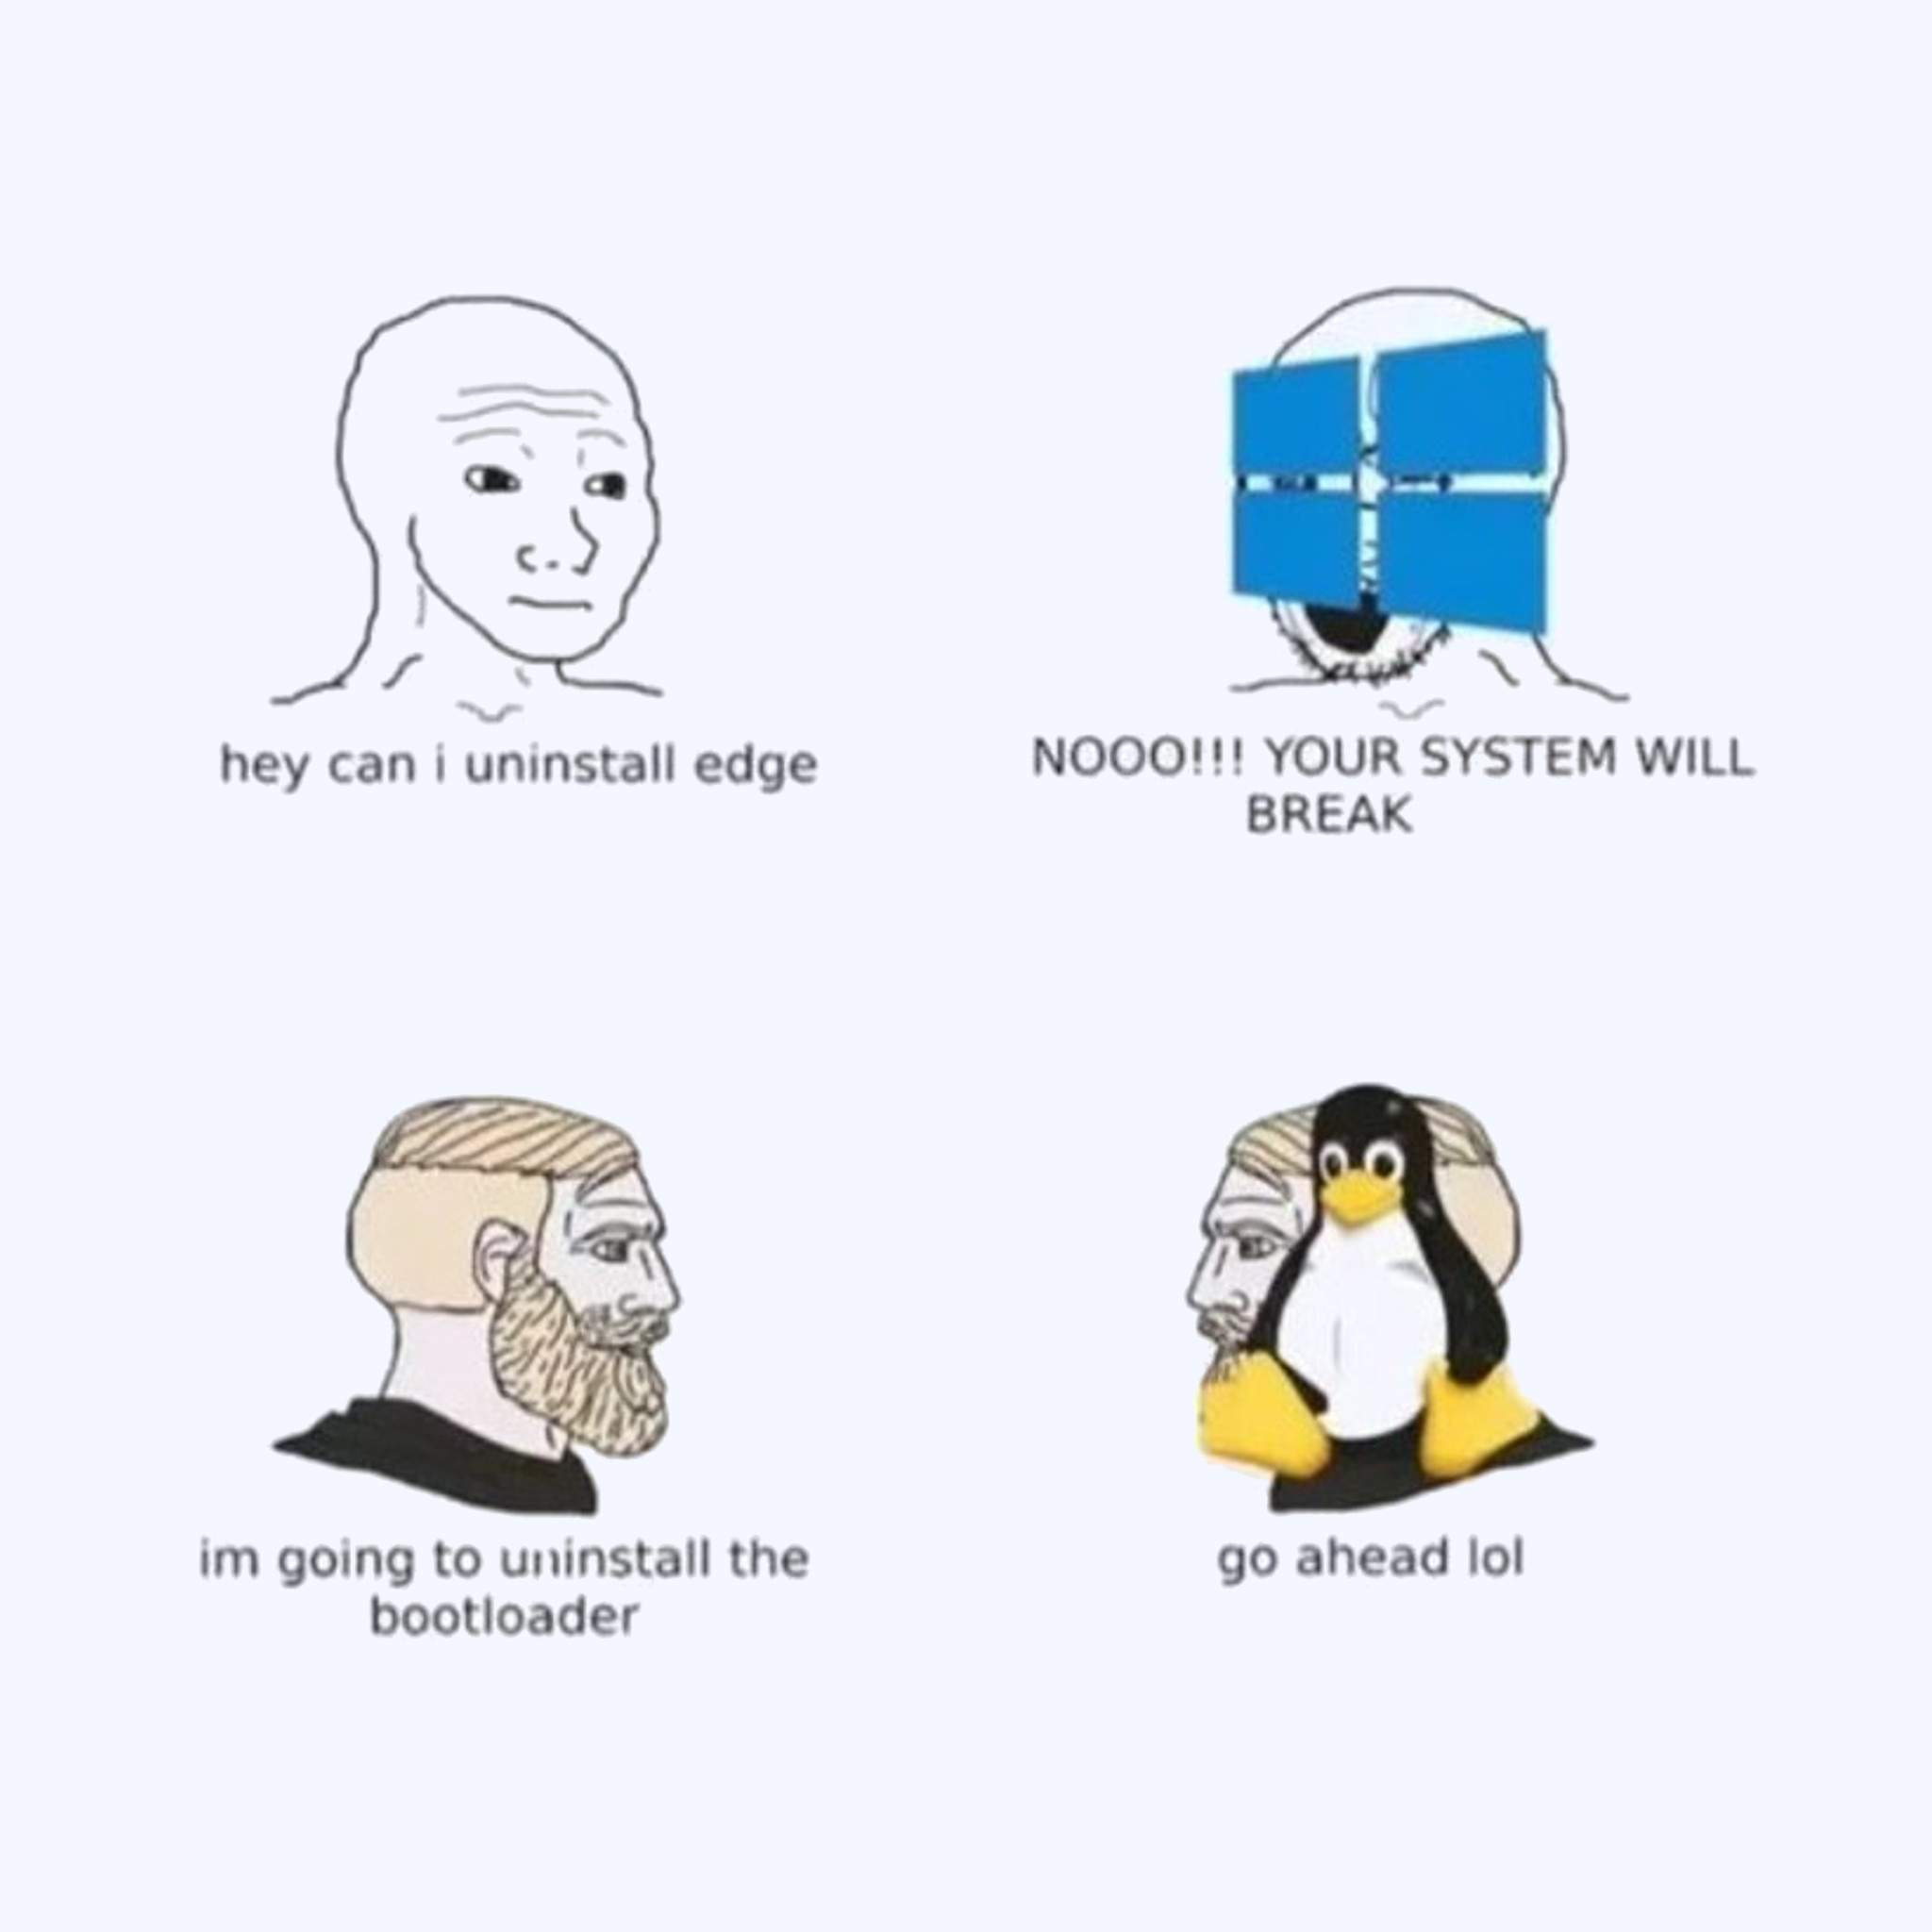 hey can i uninstall edge
NOOO!!! YOUR SYSTEM WILL
BREAK
im going to uninstall the
bootloader
go ahead lol